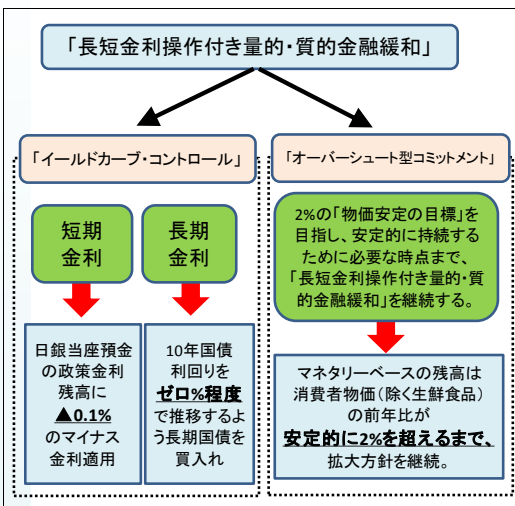 「長短金利操作付き量的・質的金融緩和」
「イールドカーブ・コントロール」
「オーバーシュート型コミットメント」
短期
金利
長期
金利
2%の「物価安定の目標」を
目指し、安定的に持続する
ために必要な時点まで、
「長短金利操作付き量的・質
的金融緩和」を継続する。
日銀当座預金
の政策金利
残高に
▲0.1%
のマイナス
金利適用
10年国債
利回りを
ゼロ%程度
で推移するよ
う長期国債を
買入れ
マネタリーベースの残高は
消費者物価(除く生鮮食品)
の前年比が
安定的に2%を超えるまで、
拡大方針を継続。